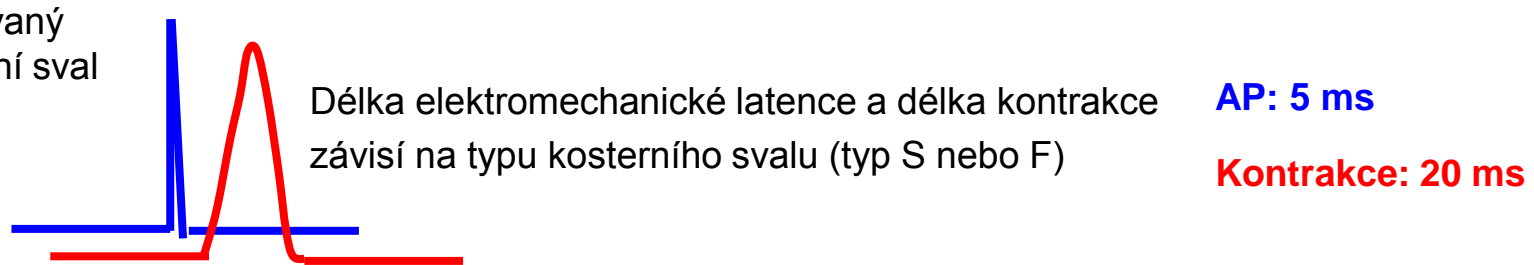 ní sval
Délka elektromechanické latence a délka kontrakce
závisí na typu kosterního svalu (typ S nebo F)
AP: 5 ms
Kontrakce: 20 ms